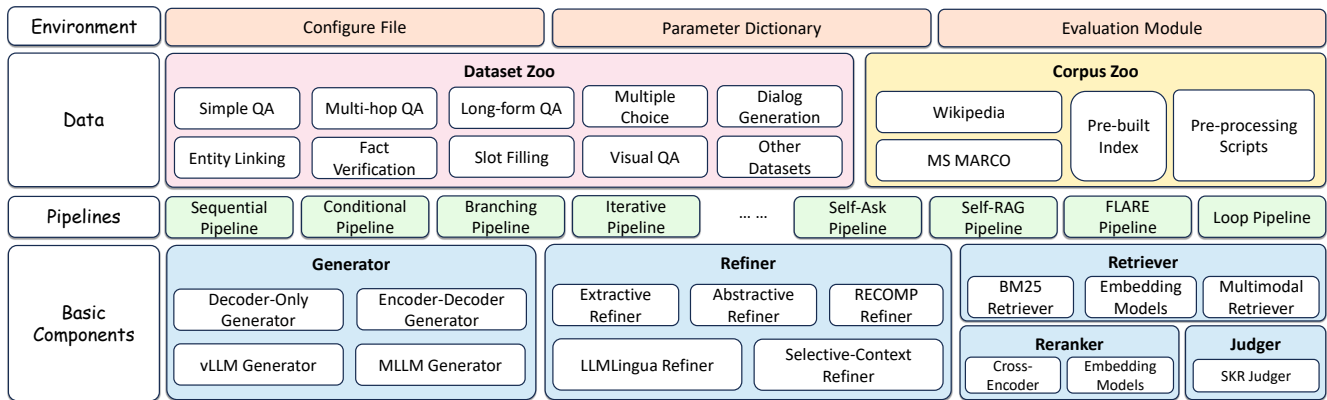 Environment
Configure File
Parameter Dictionary
Evaluation Module
Data
Dataset Zoo
Simple QA
Multi-hop QA
Long-form QA
Multiple
Choice
Dialog
Generation
Entity Linking
Fact
Verification
Slot Filling
Visual QA
Other
Datasets
Corpus Zoo
Wikipedia
MS MARCO
Pre-built
Index
Pre-processing
Scripts
Pipelines
Sequential
Pipeline
Conditional
Pipeline
Branching
Pipeline
Iterative
Pipeline
... ...
Self-Ask
Pipeline
Self-RAG
Pipeline
FLARE
Pipeline
Loop Pipeline
Basic
Components
Generator
Decoder-Only
Generator
Encoder-Decoder
Generator
vLLM Generator
MLLM Generator
Refiner
Extractive
Refiner
Abstractive
Refiner
RECOMP
Refiner
LLMLingua Refiner
Selective-Context
Refiner
Retriever
BM25
Retriever
Embedding
Models
Multimodal
Retriever
Reranker
Cross-
Encoder
Embedding
Models
Judger
SKR Judger